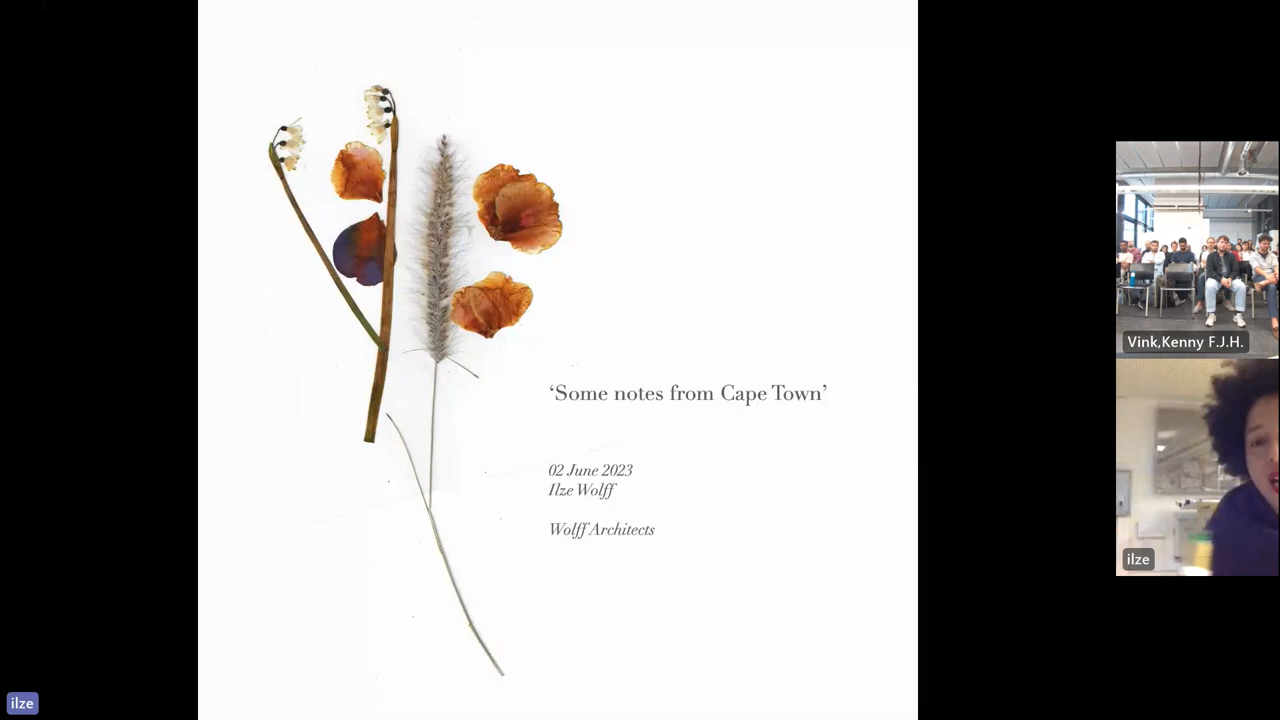 ‘Some notes from Cape Town’
02 June 2023
Ilze Wolff
Wolff Architects
Vink,Kenny F.J.H.
ilze
ilze